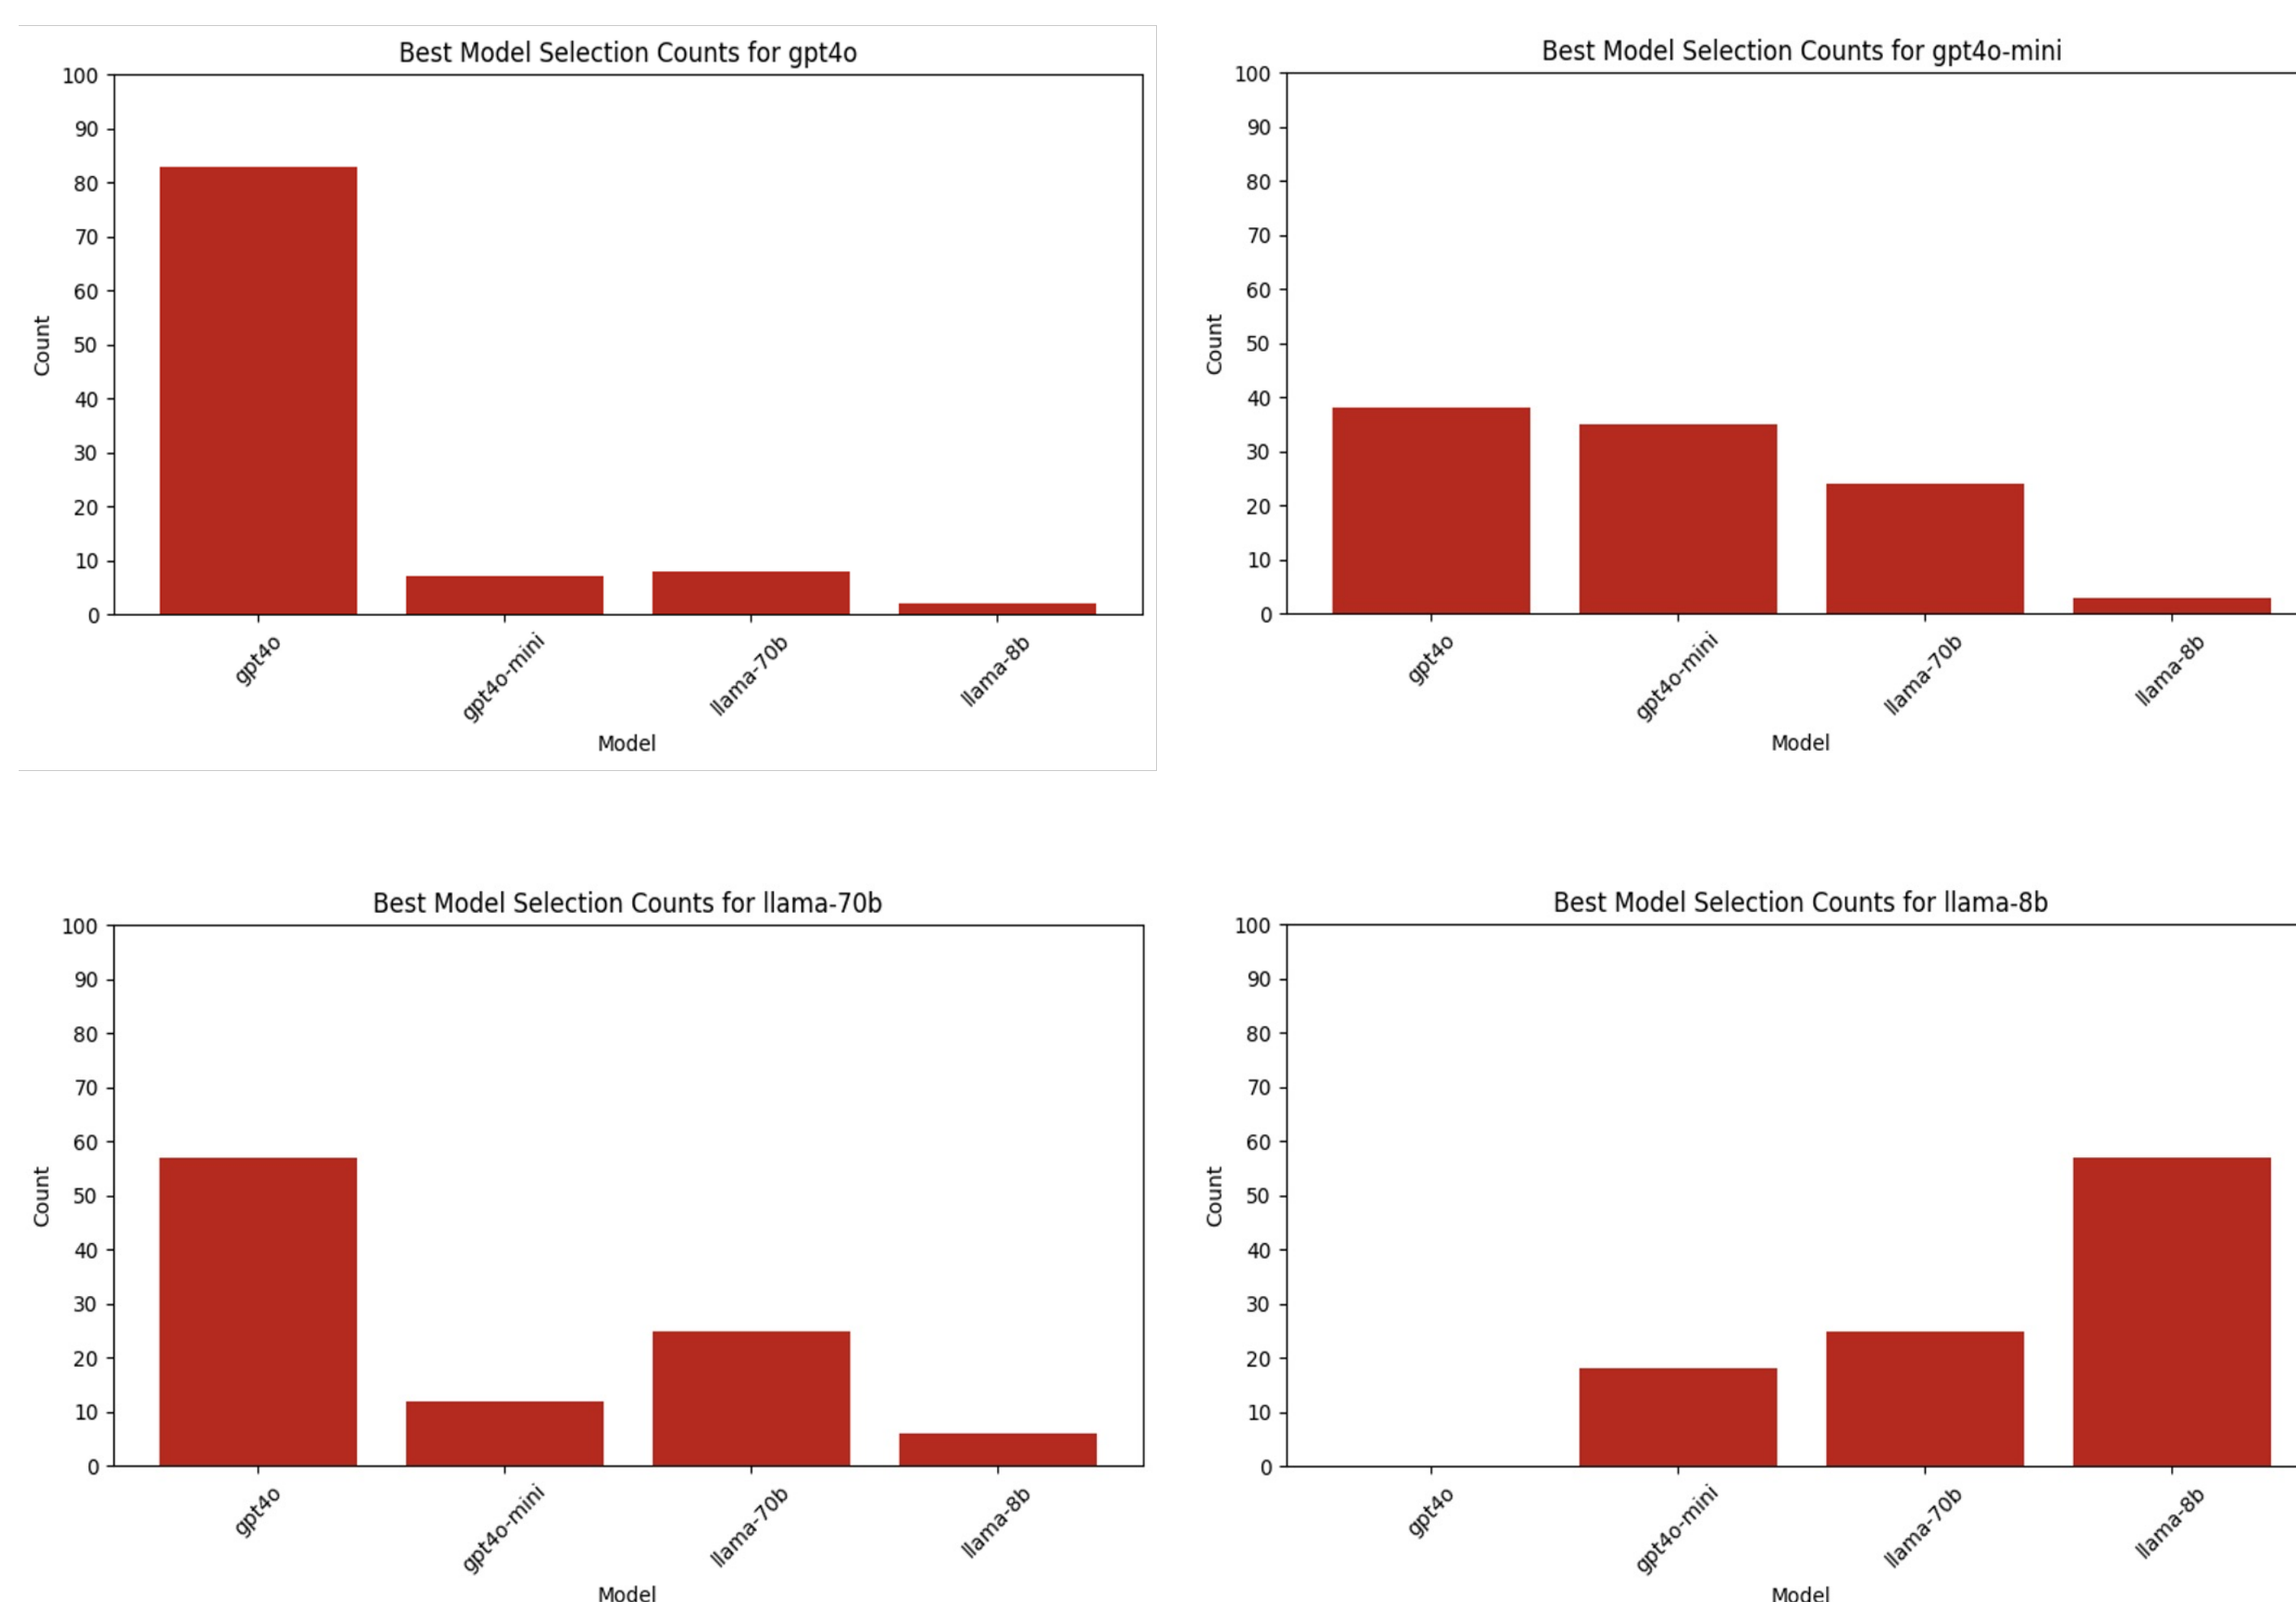 Best Model Selection Counts for gpt4o
100
90
80
70
60
50
40
30
20
10
0
Count
gpt4o
gpt4o-mini
llama-70b
llama-8b
Model
Best Model Selection Counts for gpt4o-mini
100
90
80
70
60
50
40
30
20
10
0
Count
gpt4o
gpt4o-mini
llama-70b
llama-8b
Model
Best Model Selection Counts for llama-70b
100
90
80
70
60
50
40
30
20
10
0
Count
gpt4o
gpt4o-mini
llama-70b
llama-8b
Model
Best Model Selection Counts for llama-8b
100
90
80
70
60
50
40
30
20
10
0
Count
gpt4o
gpt4o-mini
llama-70b
llama-8b
Model